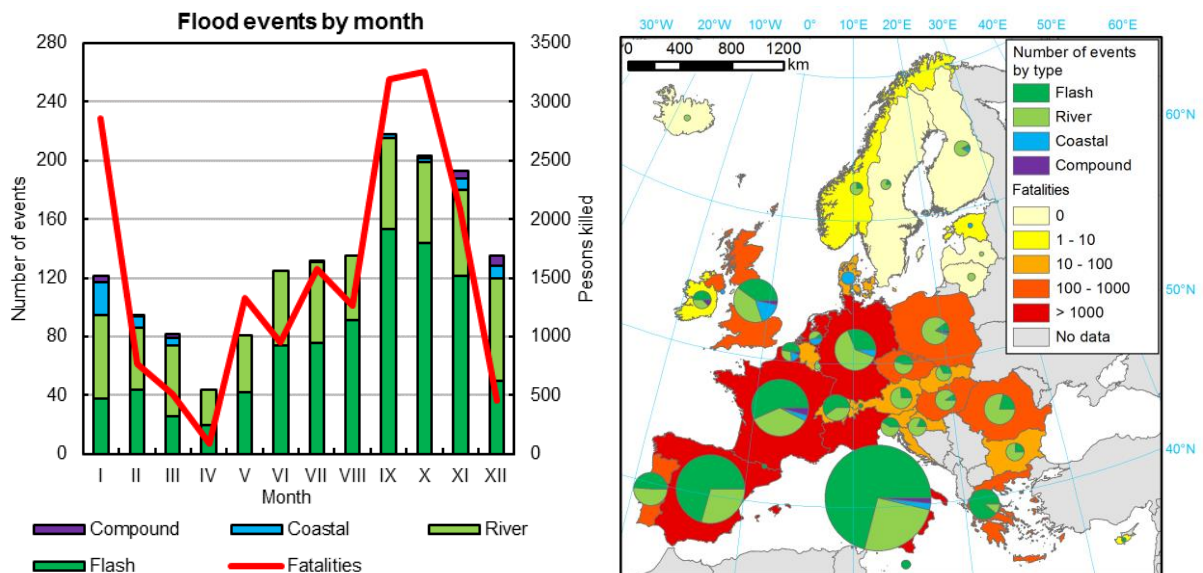 Flood events by month
280
240
200
160
120
80
40
0
Number of events
3500
3000
2500
2000
1500
1000
500
0
Pesons killed
I II III IV V VI VII VIII IX X XI XII
Month
Compound Coastal River
Flash Fatalities
30°W 20°W 10°W 0° 10°E 20°E 30°E 40°E 50°E 60°E
0 400 800 1200
km
Number of events
by type
Flash
River
Coastal
Compound
Fatalities
0
1 - 10
10 - 100
100 - 1000
> 1000
No data
60°N
50°N
40°N